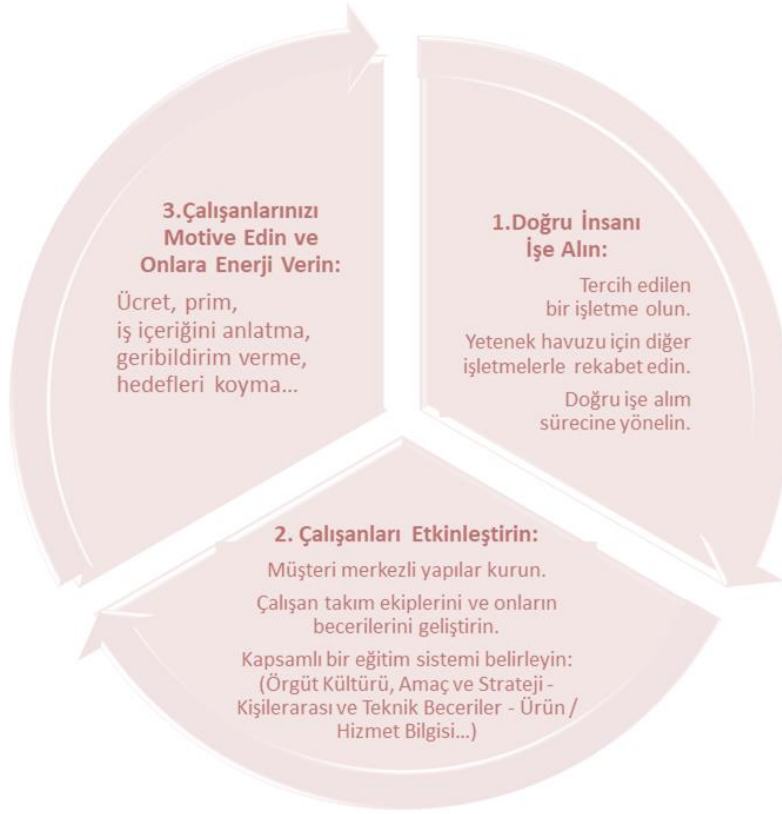 1.Doğru İnsanı
İşe Alın:
Tercih edilen
bir işletme olun.
Yetenek havuzu için diğer
işletmelerle rekabet edin.
Doğru işe alım
sürecine yönelin.
2. Çalışanları Etkinleştirin:
Müşteri merkezli yapılar kurun.
Çalışan takım ekiplerini ve onların
becerilerini geliştirin.
Kapsamlı bir eğitim sistemi belirleyin:
(Örgüt Kültürü, Amaç ve Strateji -
Kişilerarası ve Teknik Beceriler - Ürün /
Hizmet Bilgisi...)
3.Çalışanlarınızı
Motive Edin ve
Onlara Enerji Verin:
Ücret, prim,
iş içeriğini anlatma,
geribildirim verme,
hedefleri koyma...